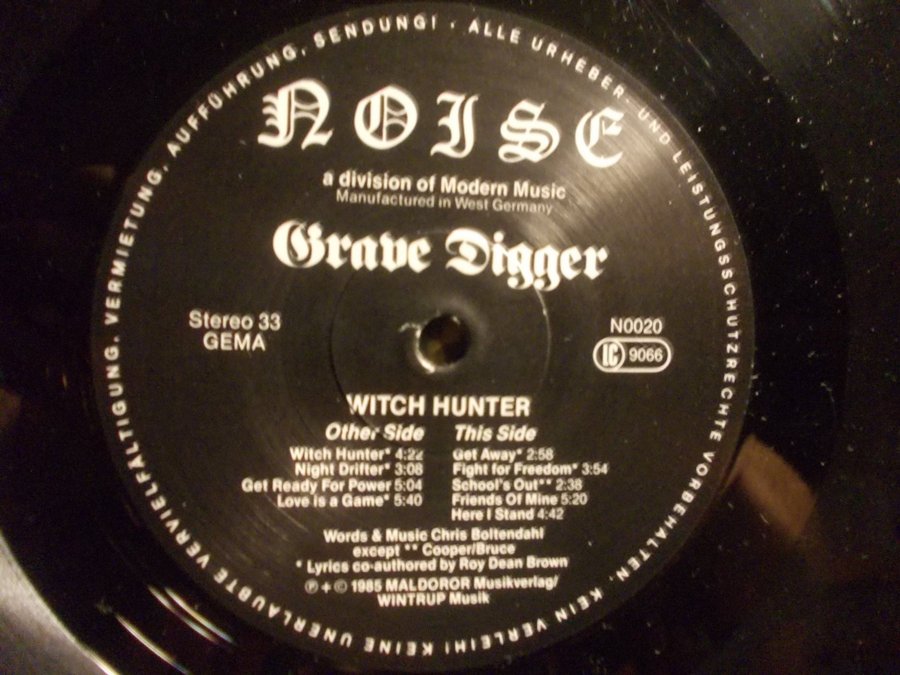 ALLE URHEBER- UND LEISTUNGSSCHUTZRECHTE VORBEHALTEN. KEIN VERLEIH! KEINE UNERLAUBTE VERVIELFÄLTIGUNG, VERMIETUNG, AUFFÜHRUNG, SENDUNG! ·
NOISE
a division of Modern Music
Manufactured in West Germany
Grave Digger
Stereo 33
GEMA
N0020
LC 9066
WITCH HUNTER
Other Side
Witch Hunter* 4:22
Night Drifter* 3:08
Get Ready For Power 5:04
Love is a Game* 5:40
This Side
Get Away* 2:58
Fight for Freedom* 3:54
School's Out** 2:38
Friends Of Mine 5:20
Here I Stand 4:42
Words & Music Chris Boltendahl
except ** Cooper/Bruce
* Lyrics co-authored by Roy Dean Brown
℗ + © 1985 MALDOROR Musikverlag/
WINTRUP Musik